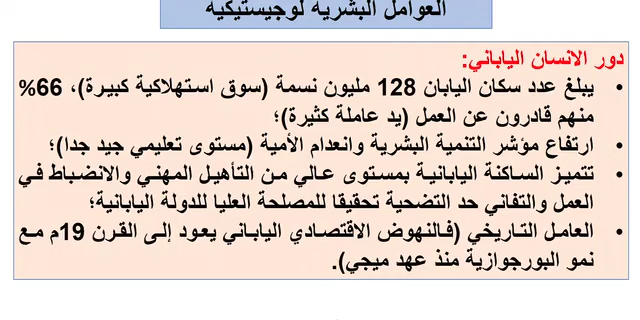 العوامل البشرية لوجيستيكية
دور الانسان الياباني:
• يبلغ عدد سكان اليابان 128 مليون نسمة (سوق استهلاكية كبيرة)، 66%
منهم قادرون عن العمل (يد عاملة كثيرة)؛
• ارتفاع مؤشر التنمية البشرية وانعدام الأمية (مستوى تعليمي جيد جدا)؛
• تتميز الساكنة اليابانية بمستوى عالي من التأهيل المهني والانضباط في
العمل والتفاني حد التضحية تحقيقا للمصلحة العليا للدولة اليابانية؛
• العامل التاريخي (فالنهوض الاقتصادي الياباني يعود إلى القرن 19م مع
نمو البورجوازية منذ عهد ميجي).